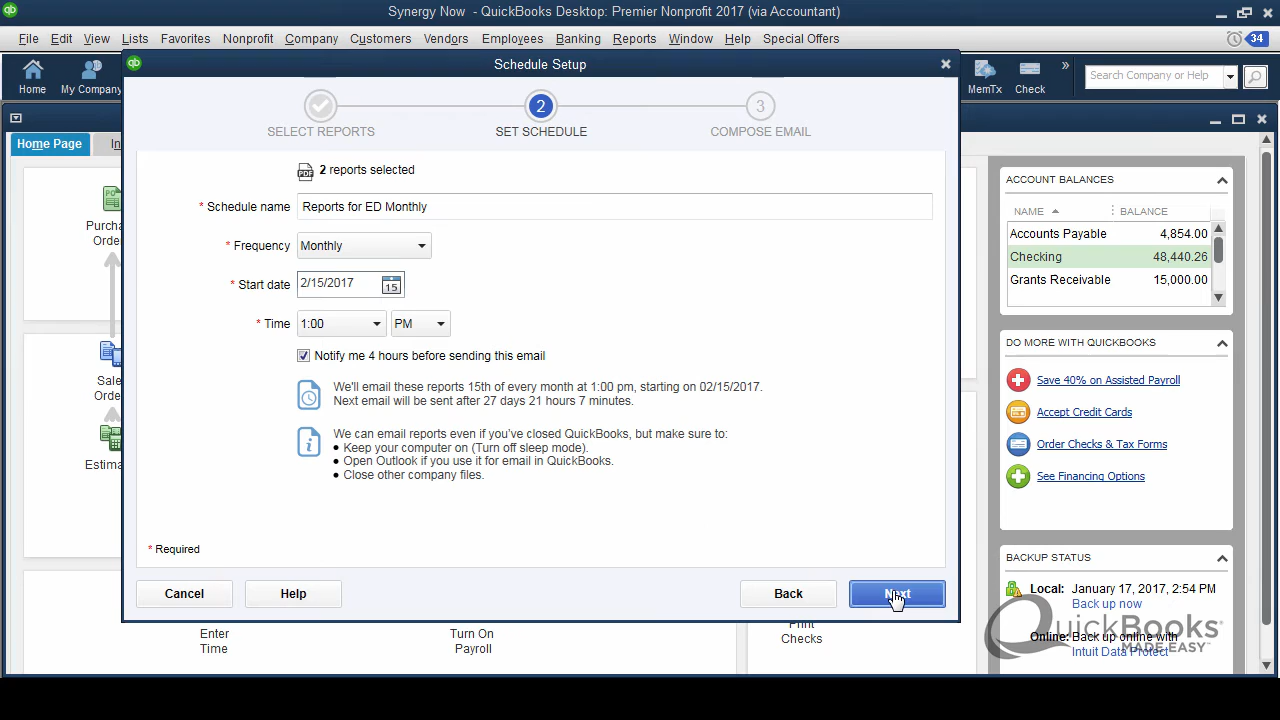 Synergy Now - QuickBooks Desktop: Premier Nonprofit 2017 (via Accountant)
File Edit View Lists Favorites Nonprofit Company Customers Vendors Employees Banking Reports Window Help Special Offers 34
Home My Company MemTx Check » Search Company or Help
Schedule Setup
2 3
SELECT REPORTS SET SCHEDULE COMPOSE EMAIL
Home Page In
PDF 2 reports selected
* Schedule name Reports for ED Monthly
* Frequency Monthly
* Start date 2/15/2017 15
* Time 1:00 PM
Notify me 4 hours before sending this email
We'll email these reports 15th of every month at 1:00 pm, starting on 02/15/2017.
Next email will be sent after 27 days 21 hours 7 minutes.
We can email reports even if you've closed QuickBooks, but make sure to:
• Keep your computer on (Turn off sleep mode).
• Open Outlook if you use it for email in QuickBooks.
• Close other company files.
* Required
Cancel Help Back Next
PO
Purcha
Orde
Sale
Orde
Estima
Enter
Time
Turn On
Payroll
Print
Checks
ACCOUNT BALANCES
NAME BALANCE
Accounts Payable 4,854.00
Checking 48,440.26
Grants Receivable 15,000.00
DO MORE WITH QUICKBOOKS
Save 40% on Assisted Payroll
Accept Credit Cards
Order Checks & Tax Forms
See Financing Options
BACKUP STATUS
Local: January 17, 2017, 2:54 PM
Back up now
Online: Back up online with
Intuit Data Protect
QuickBooks
MADE EASY™